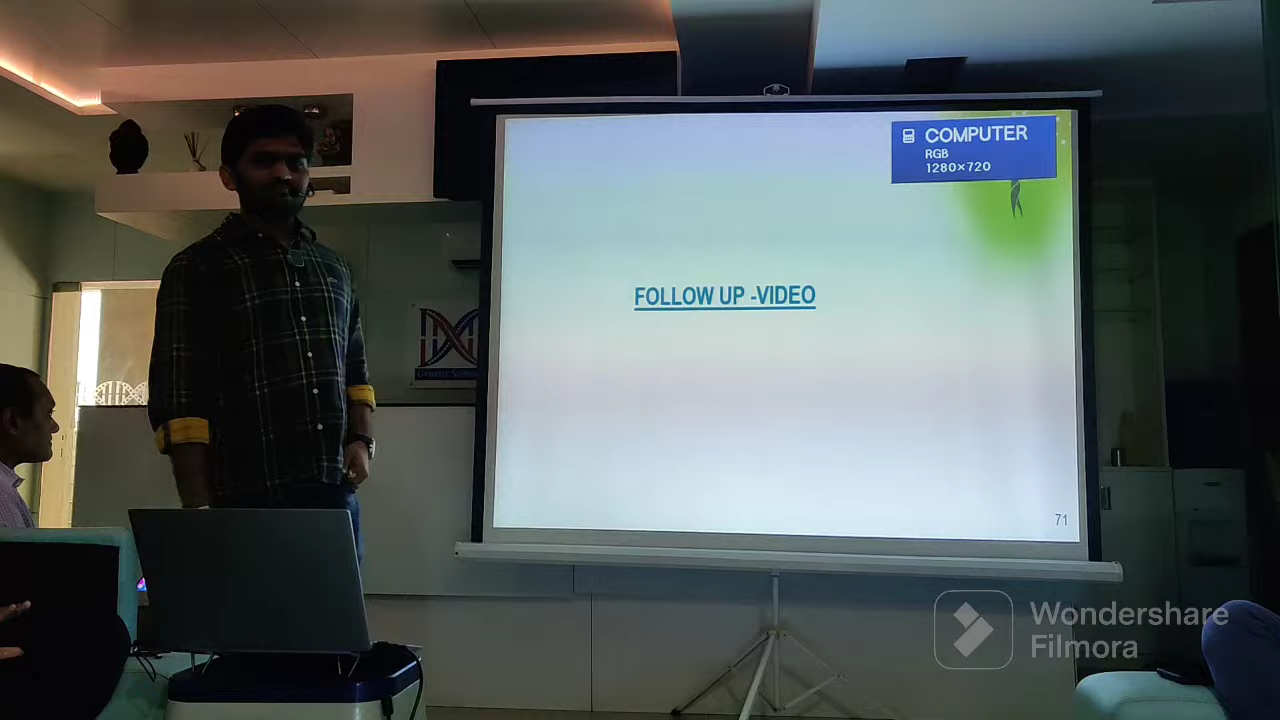 COMPUTER
RGB
1280×720
FOLLOW UP -VIDEO
71
Wondershare
Filmora